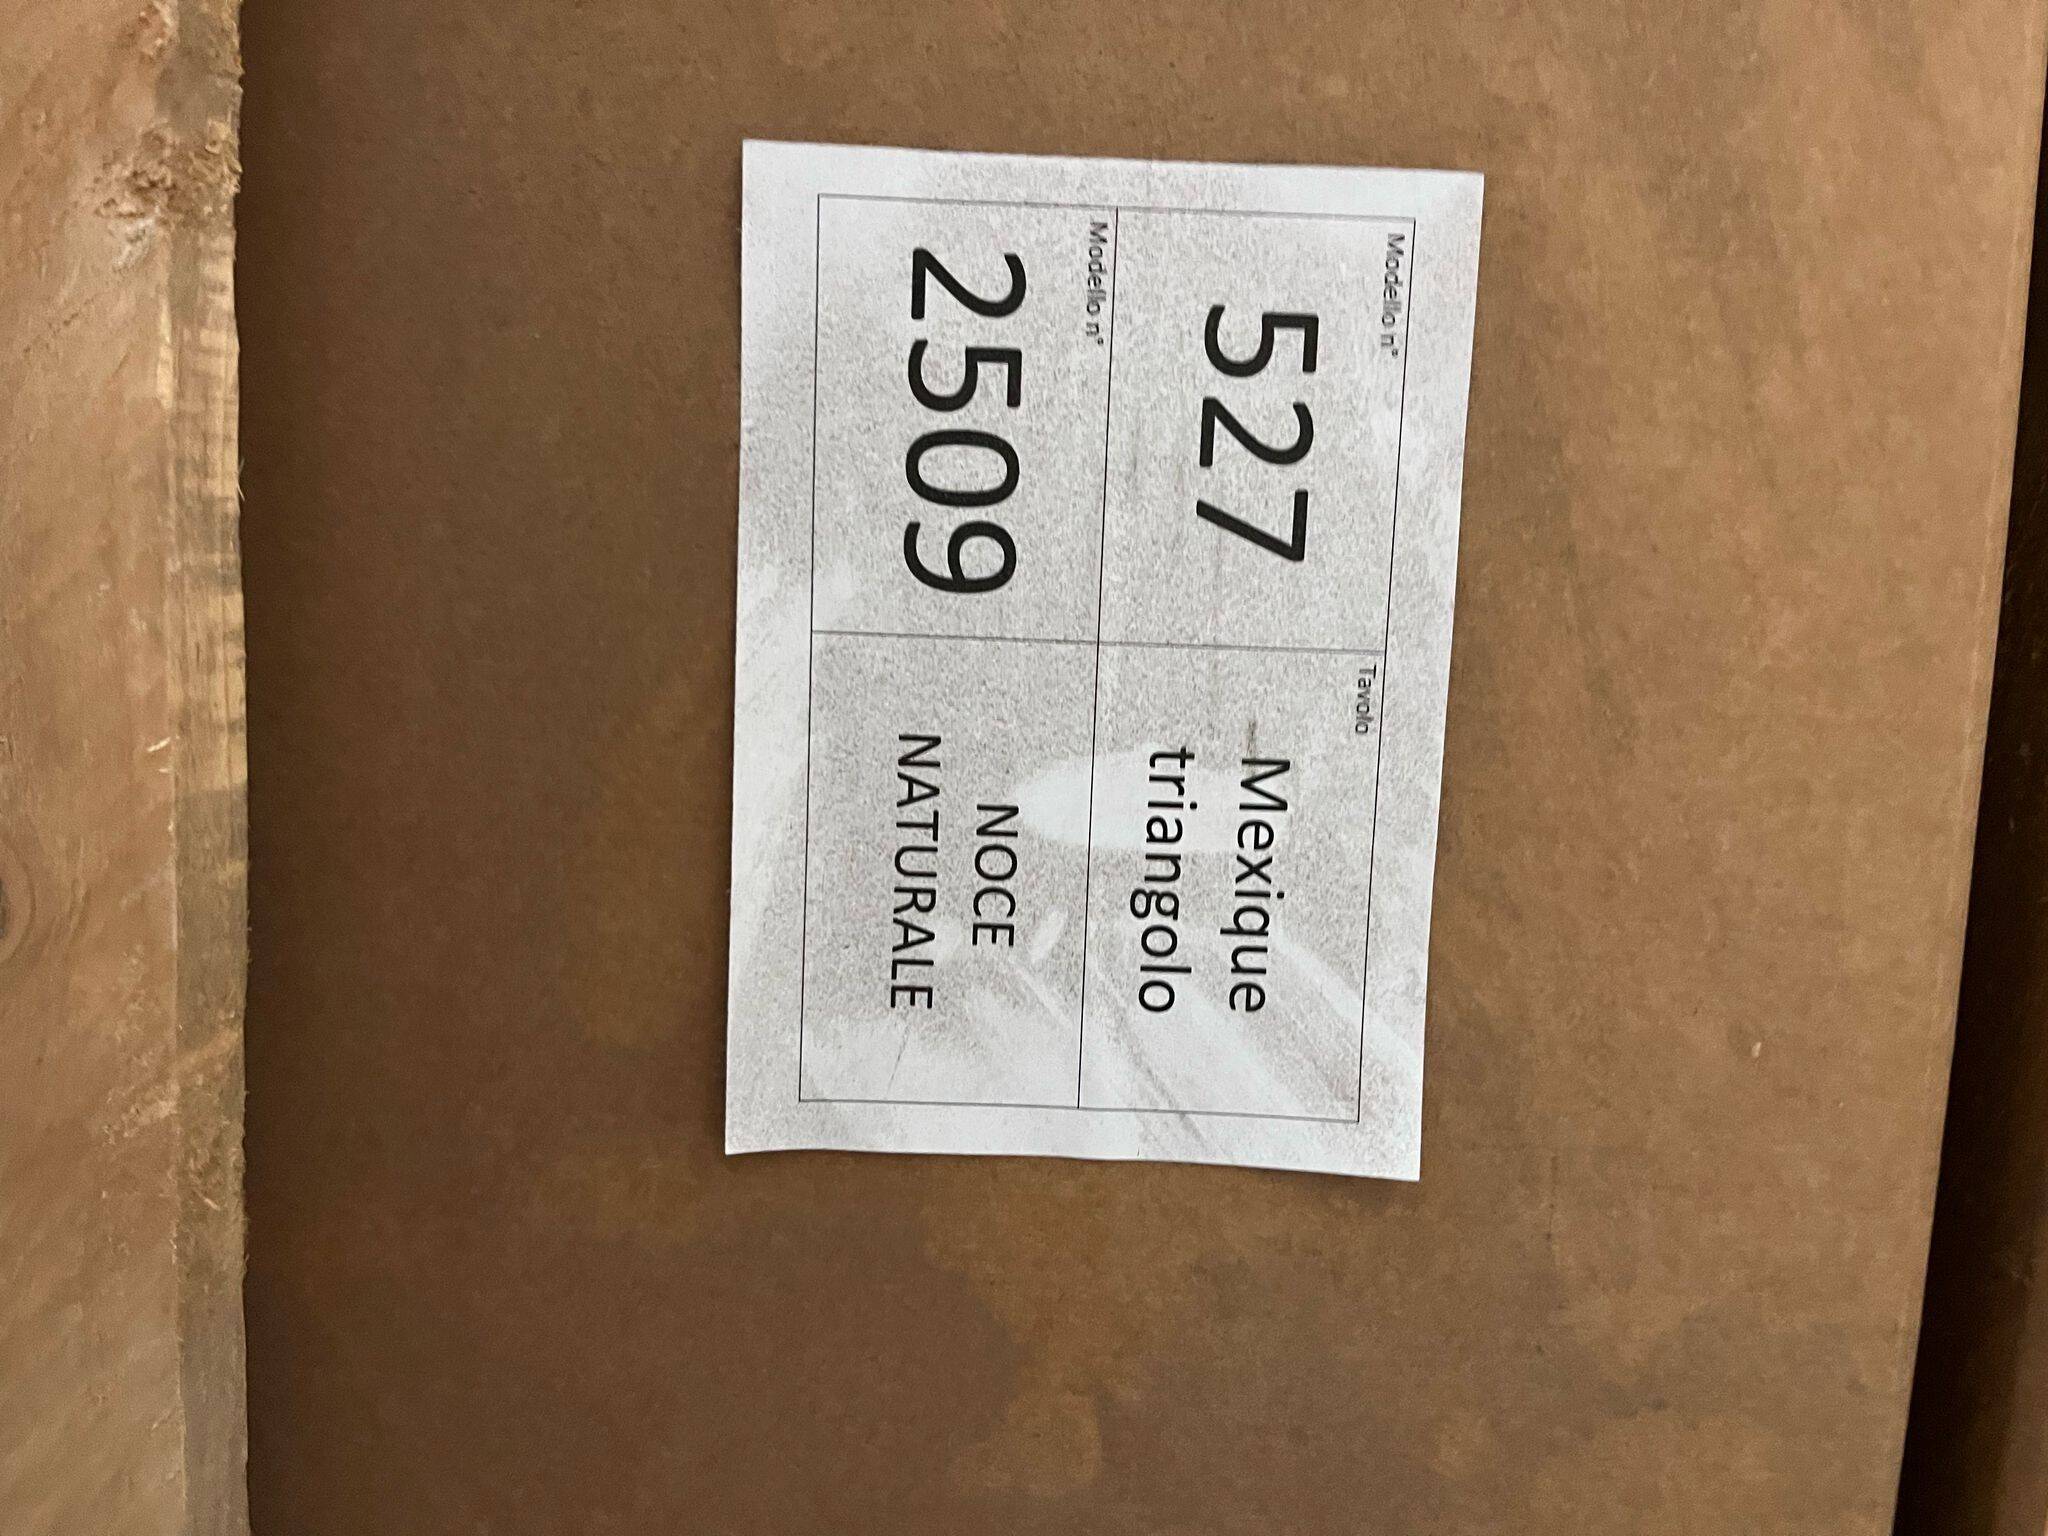 Modello n°
527
Tavolo
Mexique
triangolo
Modello n°
2509
NOCE
NATURALE